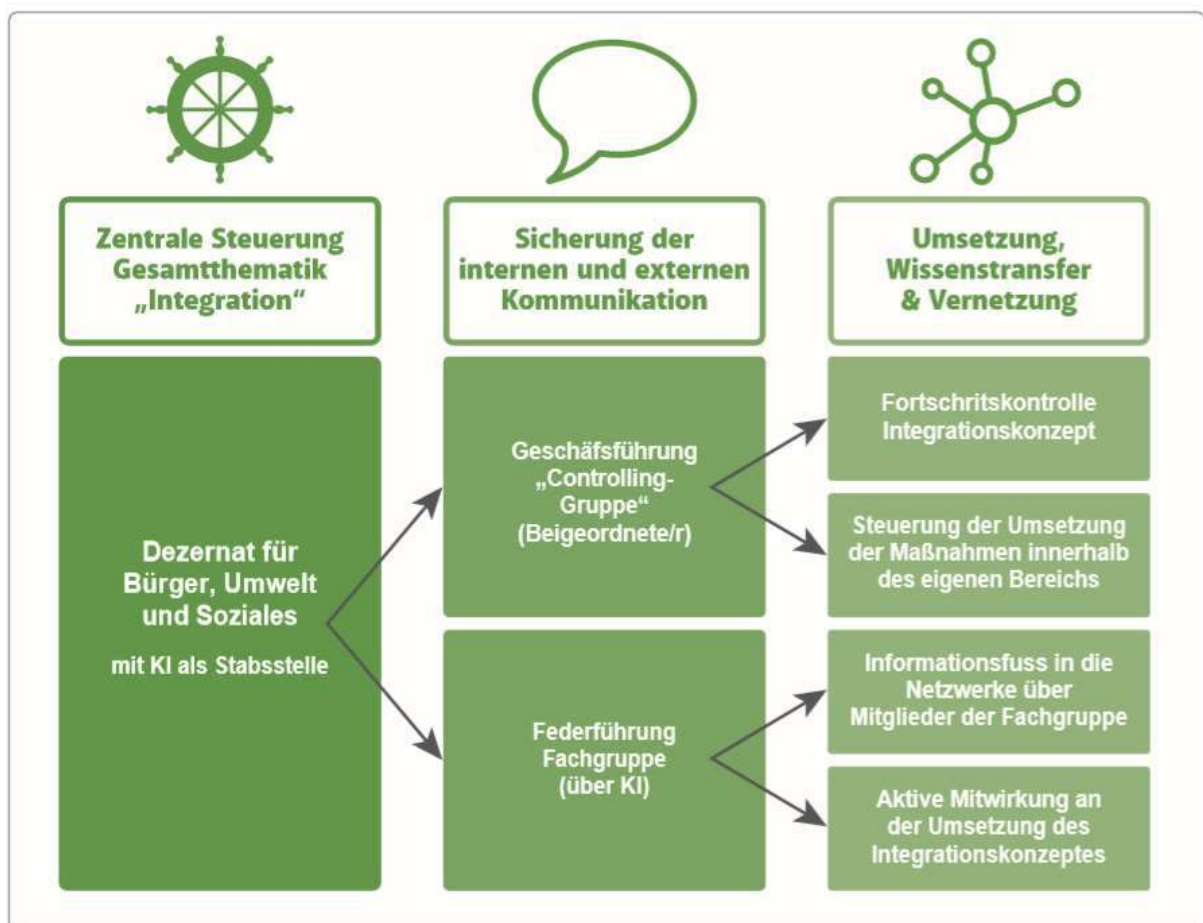 Zentrale Steuerung
Gesamtthematik
„Integration“
Sicherung der
internen und externen
Kommunikation
Umsetzung,
Wissenstransfer
& Vernetzung
Dezernat für
Bürger, Umwelt
und Soziales
mit KI als Stabsstelle
Geschäfsführung
„Controlling-
Gruppe“
(Beigeordnete/r)
Federführung
Fachgruppe
(über KI)
Fortschritskontrolle
Integrationskonzept
Steuerung der Umsetzung
der Maßnahmen innerhalb
des eigenen Bereichs
Informationsfuss in die
Netzwerke über
Mitglieder der Fachgruppe
Aktive Mitwirkung an
der Umsetzung des
Integrationskonzeptes